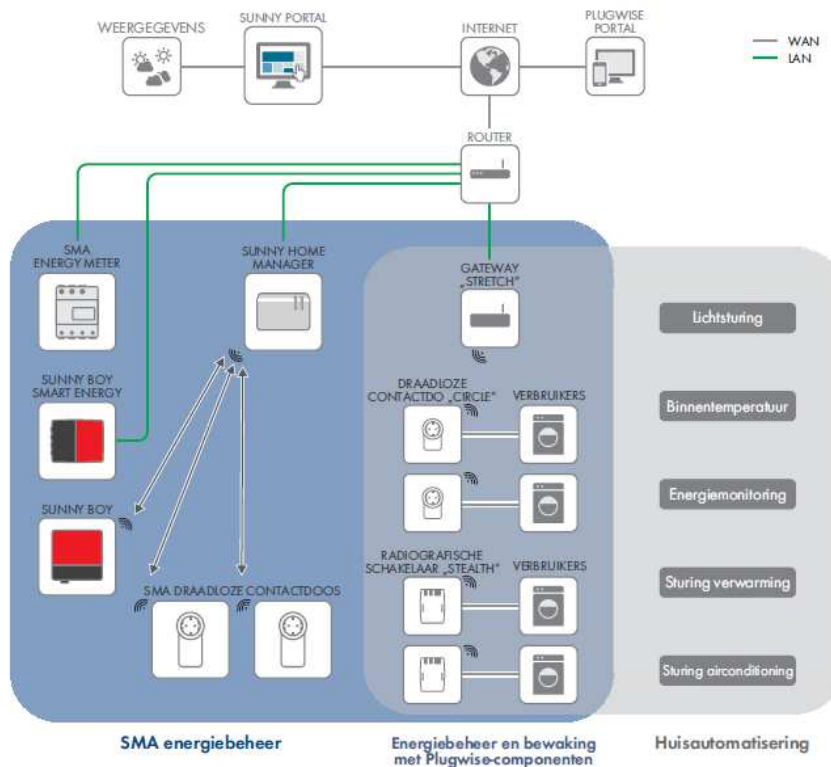 WEERGEGEVENS
SUNNY PORTAL
INTERNET
PLUGWISE
PORTAL
WAN
LAN
ROUTER
SMA
ENERGY METER
SUNNY HOME
MANAGER
GATEWAY
„STRETCH"
Lichtsturing
SUNNY BOY
SMART ENERGY
DRAADLOZE
CONTACTDO „CIRCLE"
VERBRUIKERS
Binnentemperatuur
Energiemonitoring
SUNNY BOY
RADIOGRAFISCHE
SCHAKELAAR „STEALTH"
VERBRUIKERS
Sturing verwarming
SMA DRAADLOZE CONTACTDOOS
Sturing airconditioning
SMA energiebeheer
Energiebeheer en bewaking
met Plugwise-componenten
Huisautomatisering